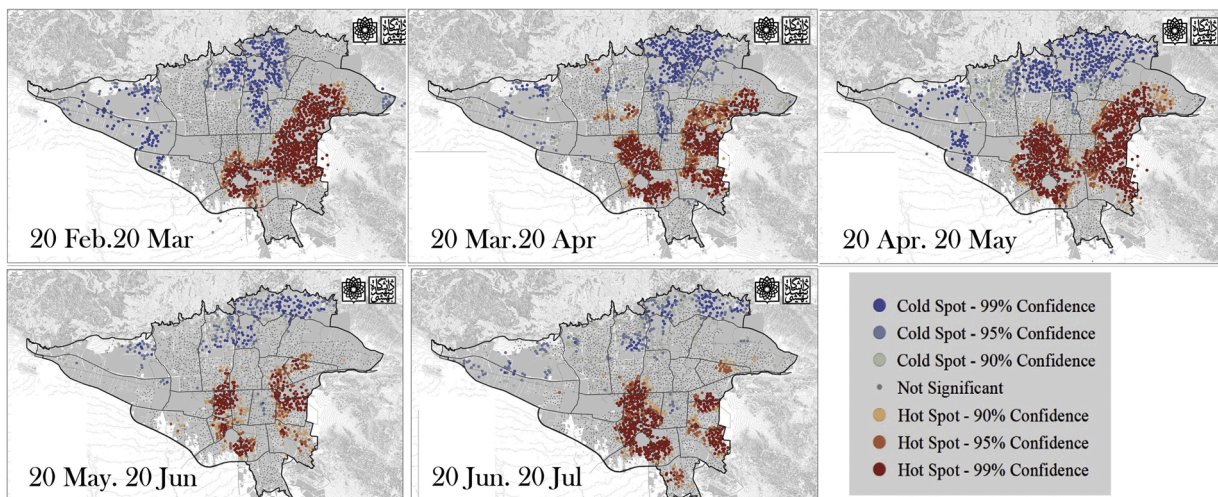 20 Feb.20 Mar
20 Mar.20 Apr
20 Apr. 20 May
20 May. 20 Jun
20 Jun. 20 Jul
Cold Spot - 99% Confidence
Cold Spot - 95% Confidence
Cold Spot - 90% Confidence
Not Significant
Hot Spot - 90% Confidence
Hot Spot - 95% Confidence
Hot Spot - 99% Confidence